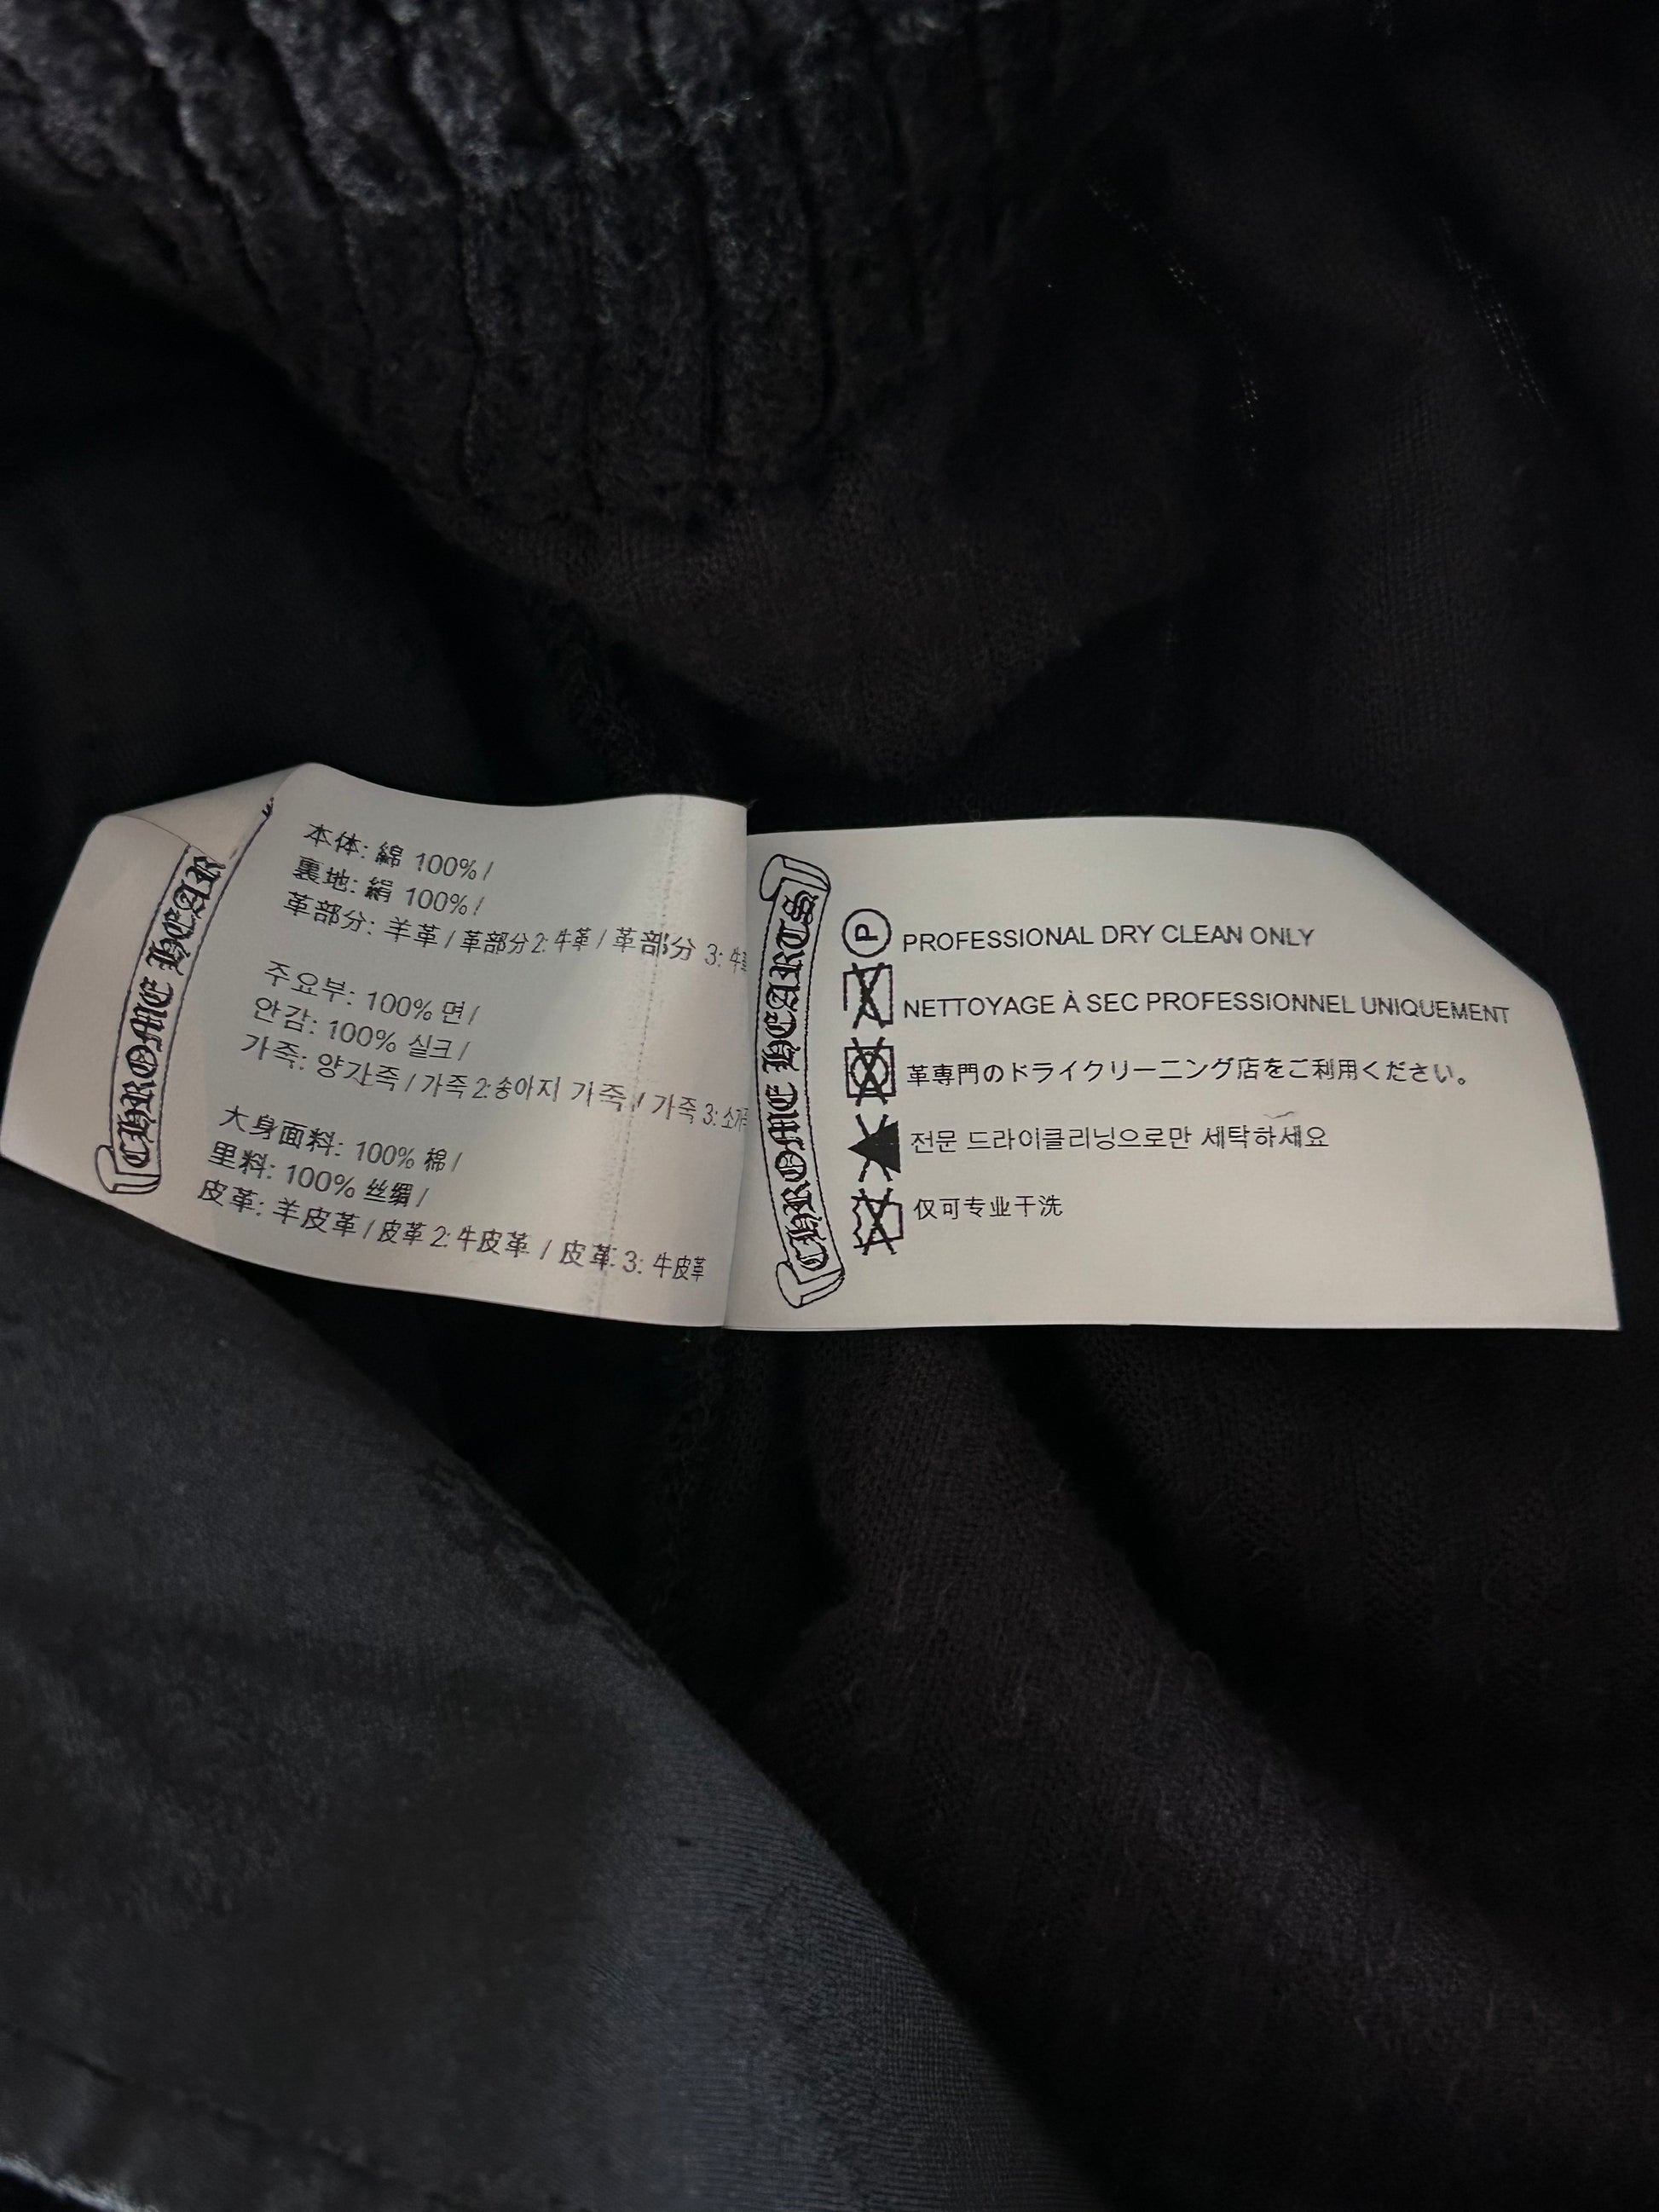 CHROME HEAR
本体: 綿 100% /
裏地: 絹 100% /
革部分: 羊革 / 革部分 2: 牛革 / 革部分 3: 牛
주요부: 100% 면 /
안감: 100% 실크 /
가죽: 양가죽 / 가죽 2: 송아지 가죽 / 가죽 3: 소가죽
大身面料: 100% 棉 /
里料: 100% 丝绸 /
皮革: 羊皮革 / 皮革 2: 牛皮革 / 皮革 3: 牛皮革
CHROME HEARTS
P PROFESSIONAL DRY CLEAN ONLY
NETTOYAGE À SEC PROFESSIONNEL UNIQUEMENT
革専門のドライクリーニング店をご利用ください。
전문 드라이클리닝으로만 세탁하세요
仅可专业干洗